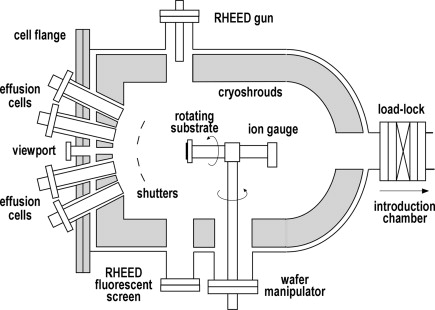 RHEED gun
cell flange
effusion
cells
cryoshrouds
load-lock
rotating
substrate
ion gauge
viewport
shutters
effusion
cells
introduction
chamber
RHEED
fluorescent
screen
wafer
manipulator